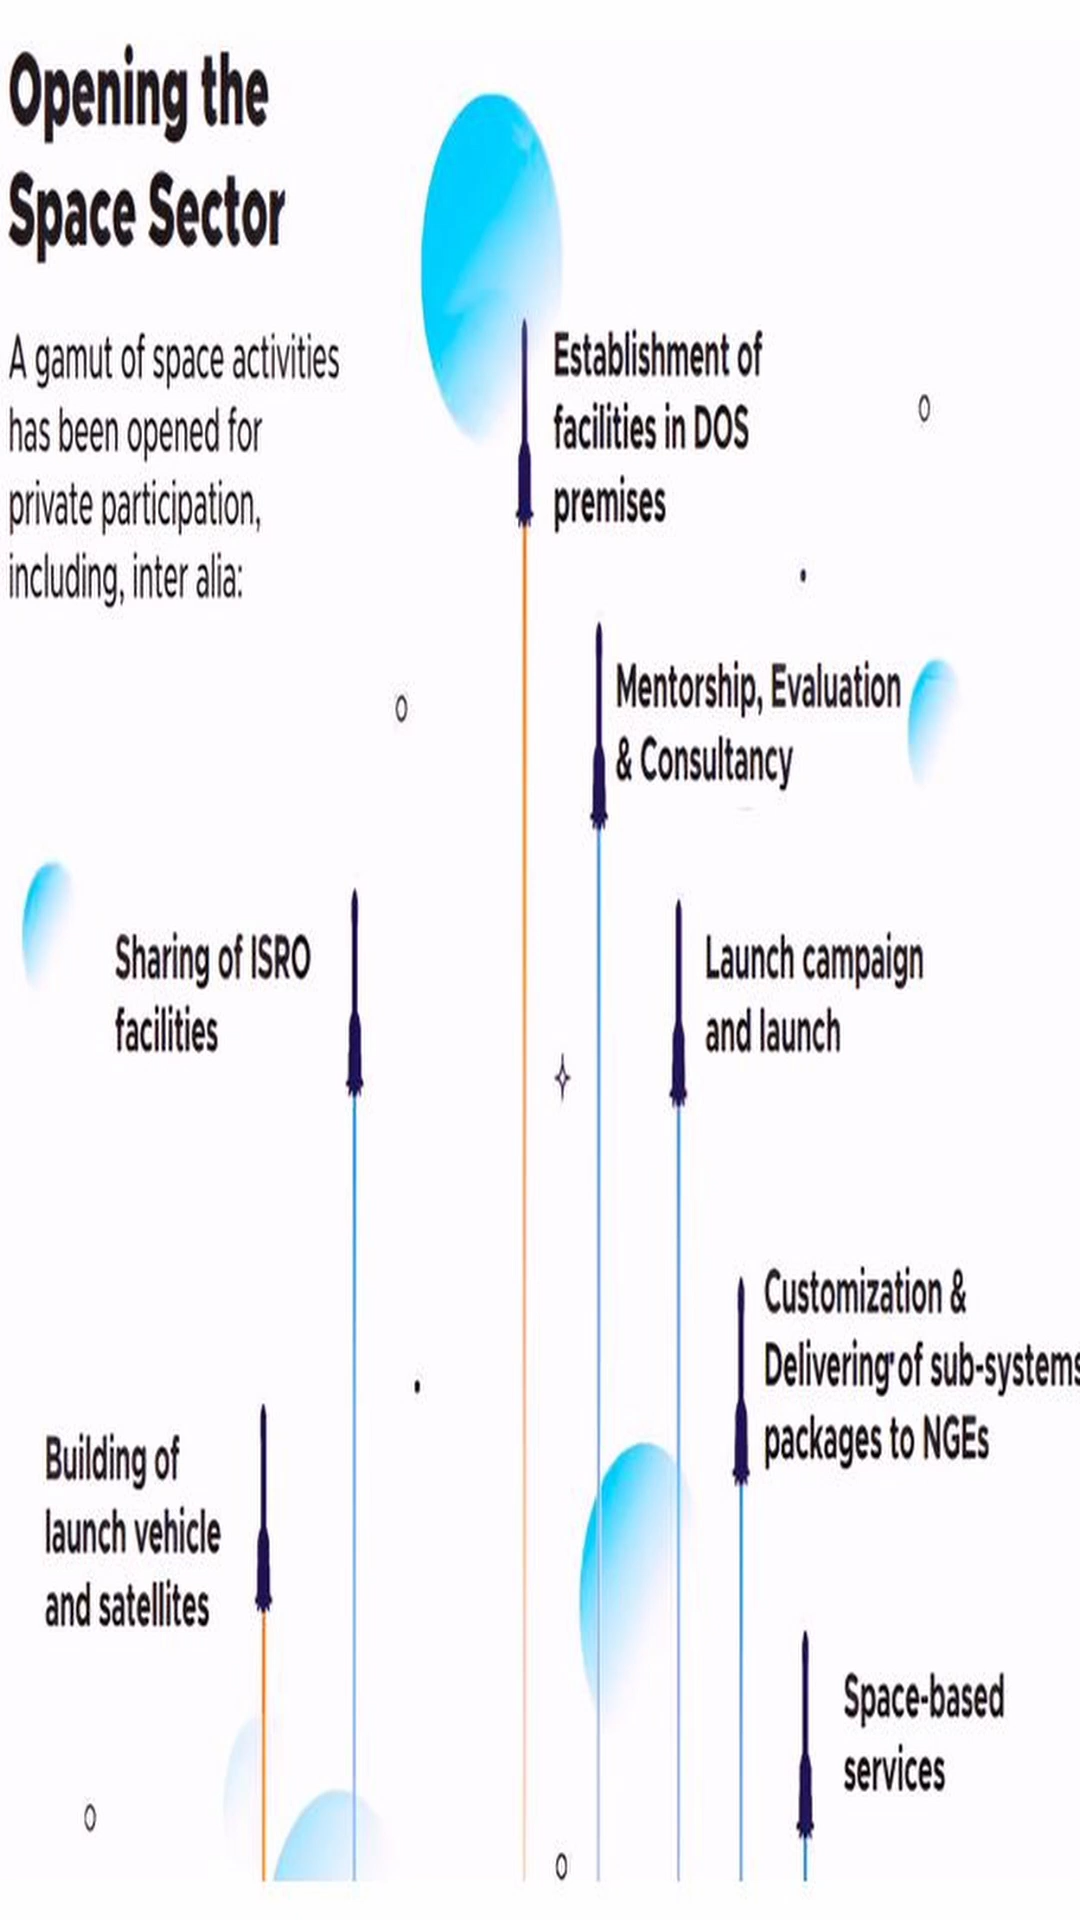 Opening the
Space Sector
A gamut of space activities
has been opened for
private participation,
including, inter alia:
Establishment of
facilities in DOS
premises
Mentorship, Evaluation
& Consultancy
Sharing of ISRO
facilities
Launch campaign
and launch
Customization &
Delivering of sub-systems
packages to NGEs
Building of
launch vehicle
and satellites
Space-based
services